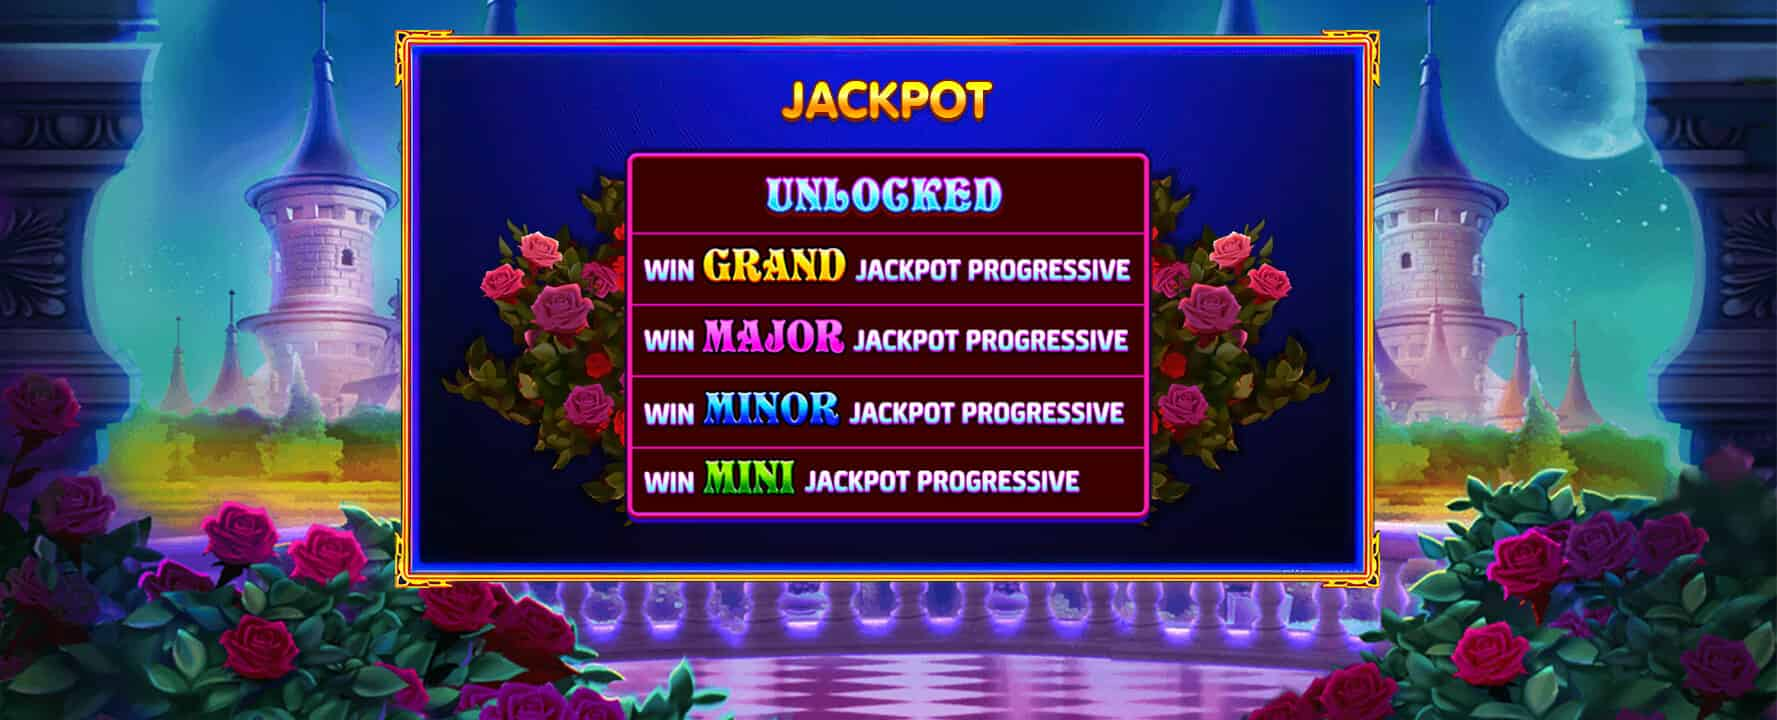 JACKPOT
UNLOCKED
WIN GRAND JACKPOT PROGRESSIVE
WIN MAJOR JACKPOT PROGRESSIVE
WIN MINOR JACKPOT PROGRESSIVE
WIN MINI JACKPOT PROGRESSIVE